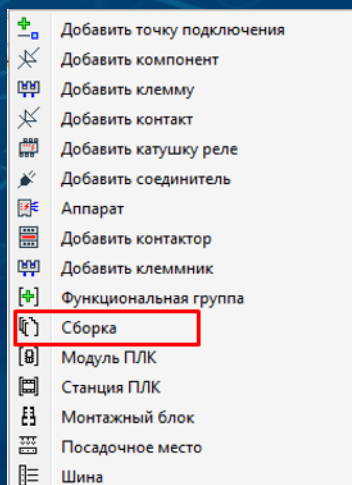 Добавить точку подключения
Добавить компонент
Добавить клемму
Добавить контакт
Добавить катушку реле
Добавить соединитель
Аппарат
Добавить контактор
Добавить клеммник
Функциональная группа
Сборка
Модуль ПЛК
Станция ПЛК
Монтажный блок
Посадочное место
Шина